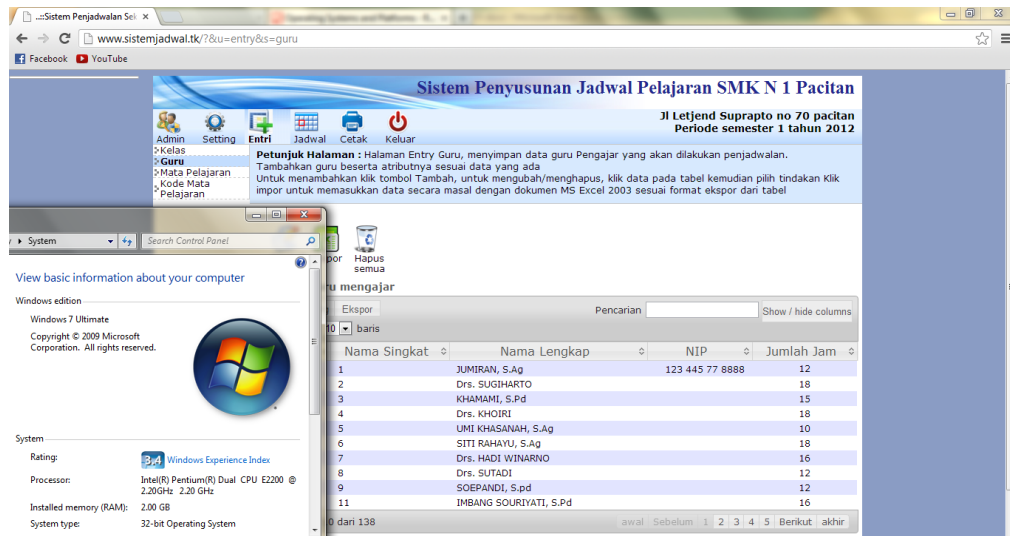 ..::Sistem Penjadwalan Sek
www.sistemjadwal.tk/?&u=entry&s=guru
Facebook YouTube
Sistem Penyusunan Jadwal Pelajaran SMK N 1 Pacitan
Jl Letjend Suprapto no 70 pacitan
Periode semester 1 tahun 2012
Admin Setting Entri Jadwal Cetak Keluar
Kelas
Guru
Mata Pelajaran
Kode Mata
Pelajaran
Petunjuk Halaman : Halaman Entry Guru, menyimpan data guru Pengajar yang akan dilakukan penjadwalan.
Tambahkan guru beserta atributnya sesuai data yang ada
Untuk menambahkan klik tombol Tambah, untuk mengubah/menghapus, klik data pada tabel kemudian pilih tindakan Klik
impor untuk memasukkan data secara masal dengan dokumen MS Excel 2003 sesuai format ekspor dari tabel
Hapus
semua
mengajar
Ekspor Pencarian Show / hide columns
10 baris
Nama Singkat Nama Lengkap NIP Jumlah Jam
1 JUMIRAN, S.Ag 123 445 77 8888 12
2 Drs. SUGIHARTO 18
3 KHAMAMI, S.Pd 15
4 Drs. KHOIRI 18
5 UMI KHASANAH, S.Ag 10
6 SITI RAHAYU, S.Ag 18
7 Drs. HADI WINARNO 16
8 Drs. SUTADI 12
9 SOEPANDI, S.pd 12
11 IMBANG SOURIYATI, S.Pd 16
dari 138 awal Sebelum 1 2 3 4 5 Berikut akhir
System Search Control Panel
View basic information about your computer
Windows edition
Windows 7 Ultimate
Copyright © 2009 Microsoft
Corporation. All rights reserved.
System
Rating: 3,4 Windows Experience Index
Processor: Intel(R) Pentium(R) Dual CPU E2200 @
2.20GHz 2.20 GHz
Installed memory (RAM): 2.00 GB
System type: 32-bit Operating System